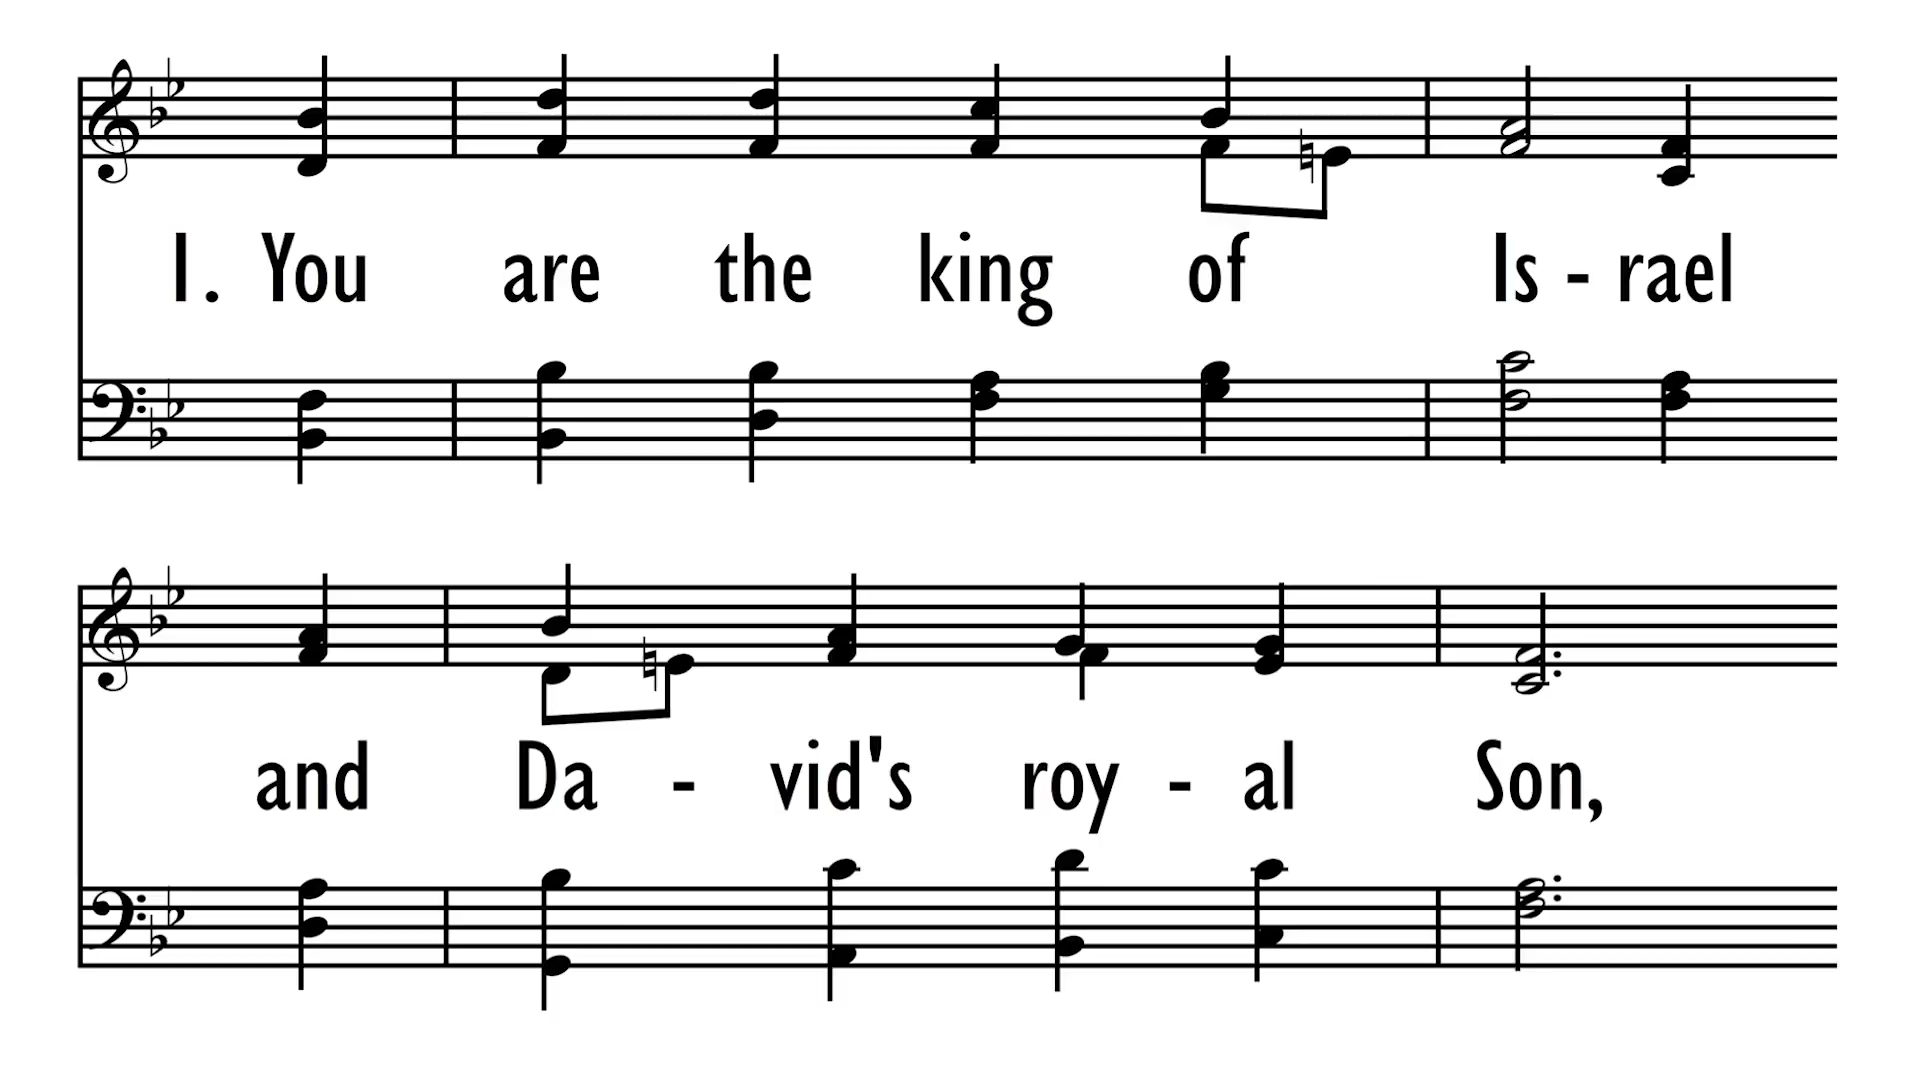 1. You are the king of Is - rael
and Da - vid's roy - al Son,